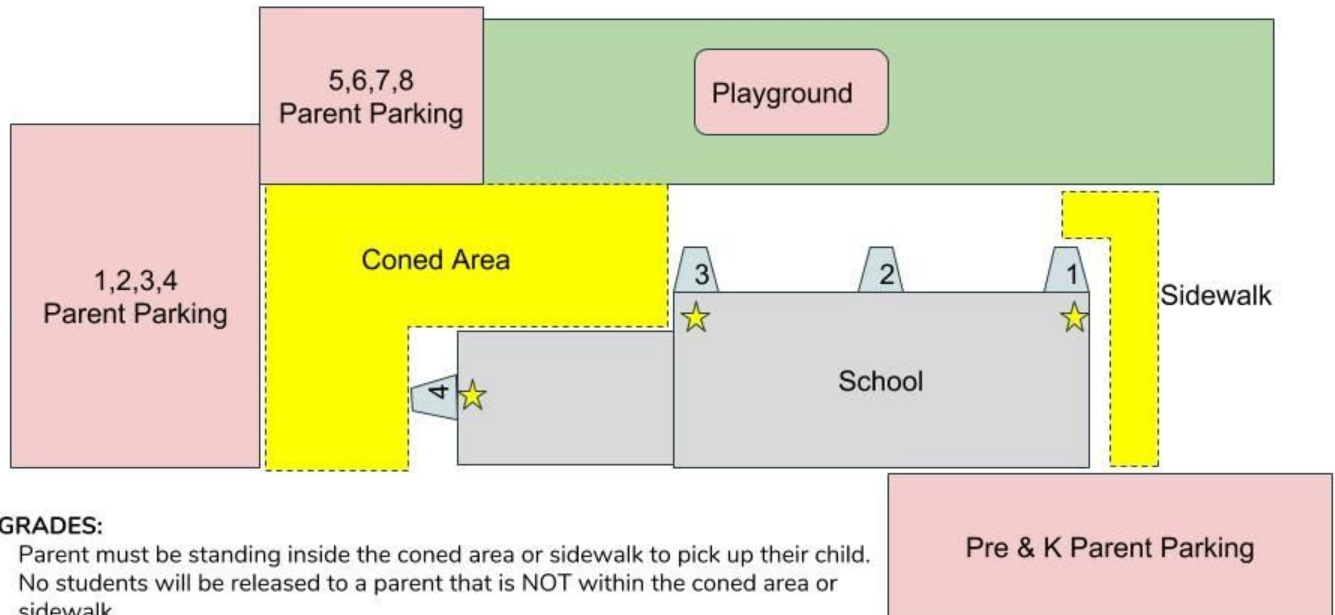 5,6,7,8
Parent Parking
Playground
1,2,3,4
Parent Parking
Coned Area
3
2
1
Sidewalk
4
School
Pre & K Parent Parking
GRADES:
Parent must be standing inside the coned area or sidewalk to pick up their child.
No students will be released to a parent that is NOT within the coned area or
sidewalk